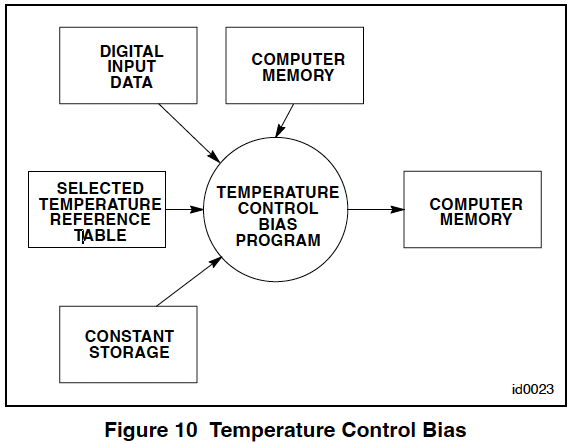 DIGITAL
INPUT
DATA
COMPUTER
MEMORY
SELECTED
TEMPERATURE
REFERENCE
TABLE
TEMPERATURE
CONTROL
BIAS
PROGRAM
COMPUTER
MEMORY
CONSTANT
STORAGE
id0023
Figure 10 Temperature Control Bias